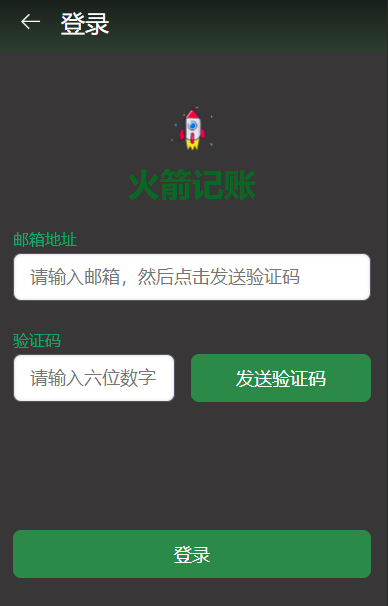 登录
火箭记账
邮箱地址
请输入邮箱，然后点击发送验证码
验证码
请输入六位数字
发送验证码
登录